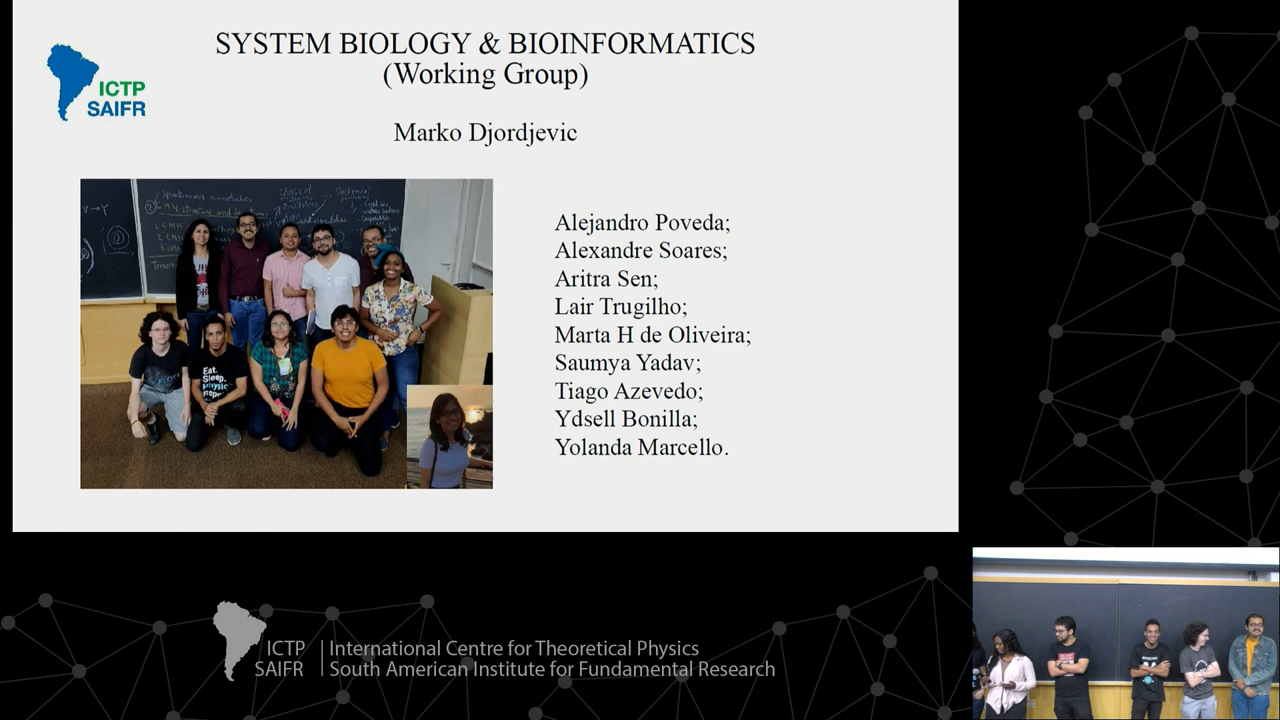 SYSTEM BIOLOGY & BIOINFORMATICS
(Working Group)
ICTP
SAIFR
Marko Djordjevic
Alejandro Poveda;
Alexandre Soares;
Aritra Sen;
Lair Trugilho;
Marta H de Oliveira;
Saumya Yadav;
Tiago Azevedo;
Ydsell Bonilla;
Yolanda Marcello.
Eat.
Sleep.
ICTP
SAIFR
International Centre for Theoretical Physics
South American Institute for Fundamental Research